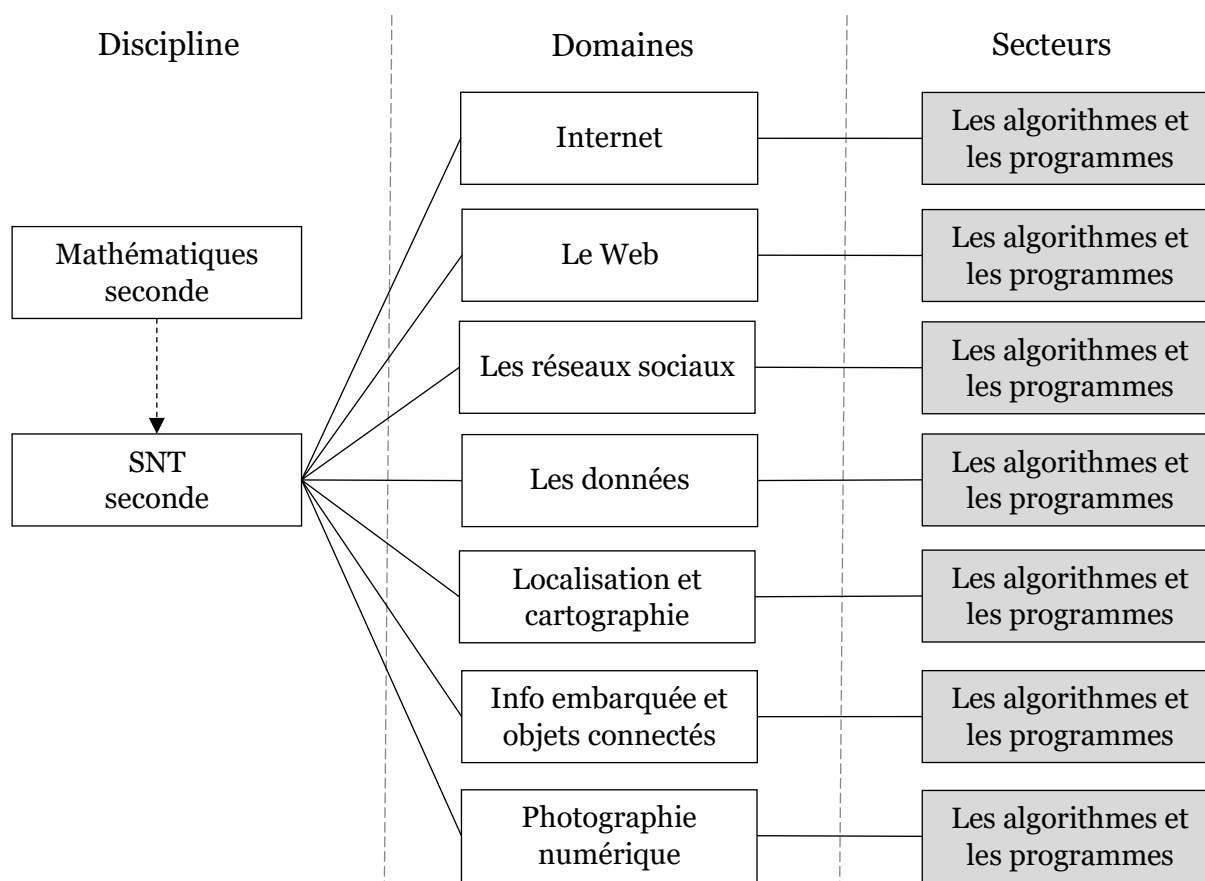 Discipline
Domaines
Secteurs
Internet
Les algorithmes et
les programmes
Mathématiques
seconde
Le Web
Les algorithmes et
les programmes
Les réseaux sociaux
Les algorithmes et
les programmes
SNT
seconde
Les données
Les algorithmes et
les programmes
Localisation et
cartographie
Les algorithmes et
les programmes
Info embarquée et
objets connectés
Les algorithmes et
les programmes
Photographie
numérique
Les algorithmes et
les programmes